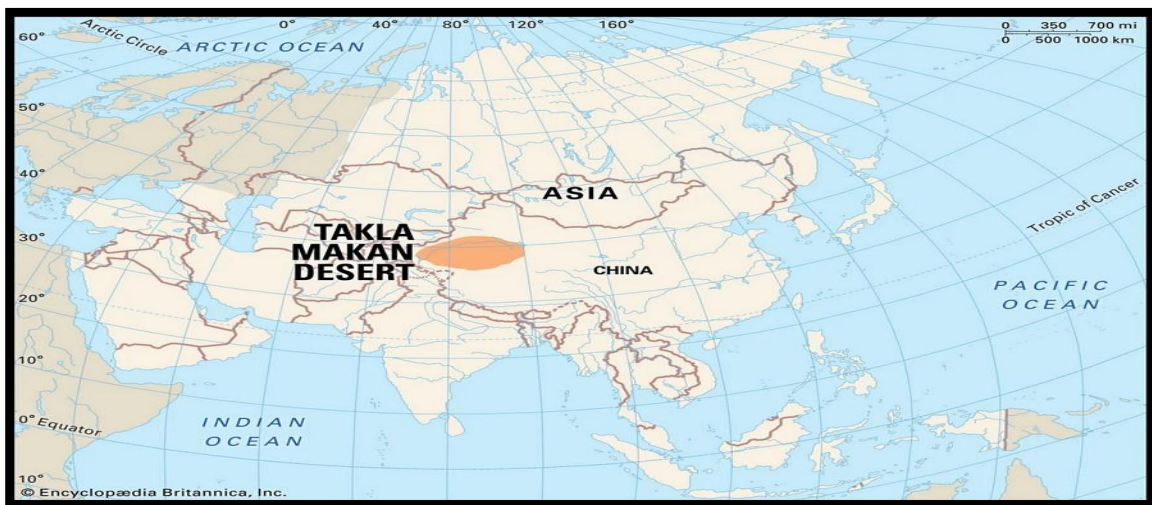 0° 40° 80° 120° 160°
0 350 700 mi
0 500 1000 km
60°
Arctic Circle
ARCTIC OCEAN
50°
40°
ASIA
Tropic of Cancer
30°
TAKLA
MAKAN
DESERT
CHINA
20°
PACIFIC
OCEAN
10°
INDIAN
OCEAN
0°
Equator
10°
© Encyclopædia Britannica, Inc.